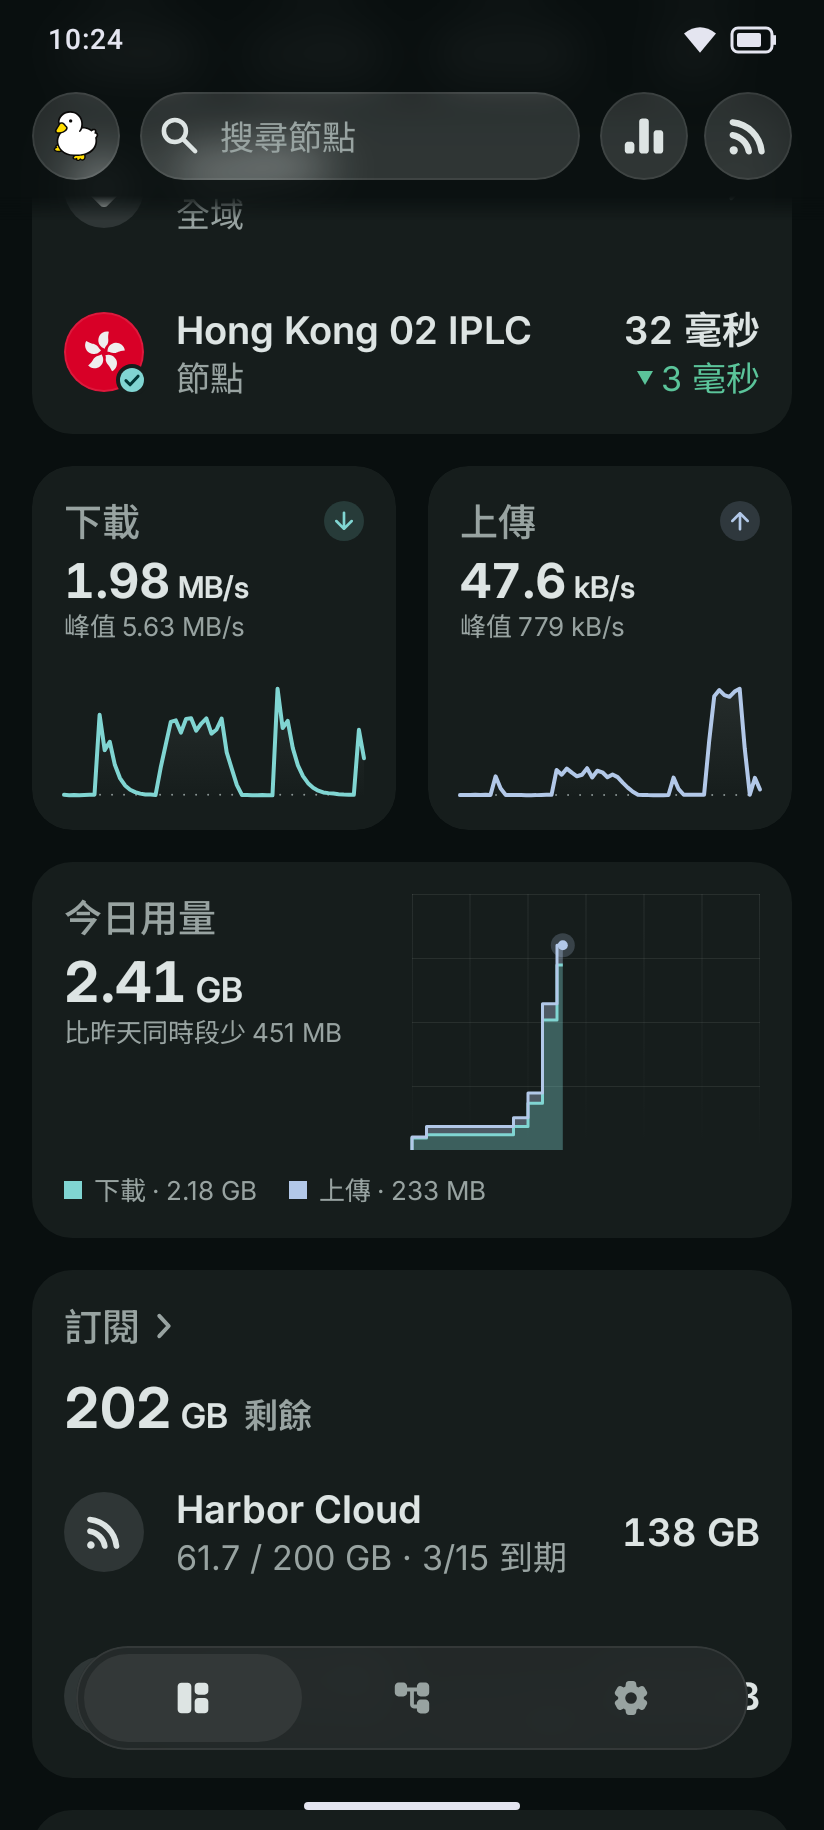 10:24
搜尋節點
全域
Hong Kong 02 IPLC
32 毫秒
節點
▼3 毫秒
下載
1.98 MB/s
峰值 5.63 MB/s
上傳
47.6 kB/s
峰值 779 kB/s
今日用量
2.41 GB
比昨天同時段少 451 MB
下載 · 2.18 GB
上傳 · 233 MB
訂閱
202 GB 剩餘
Harbor Cloud
138 GB
61.7 / 200 GB · 3/15 到期